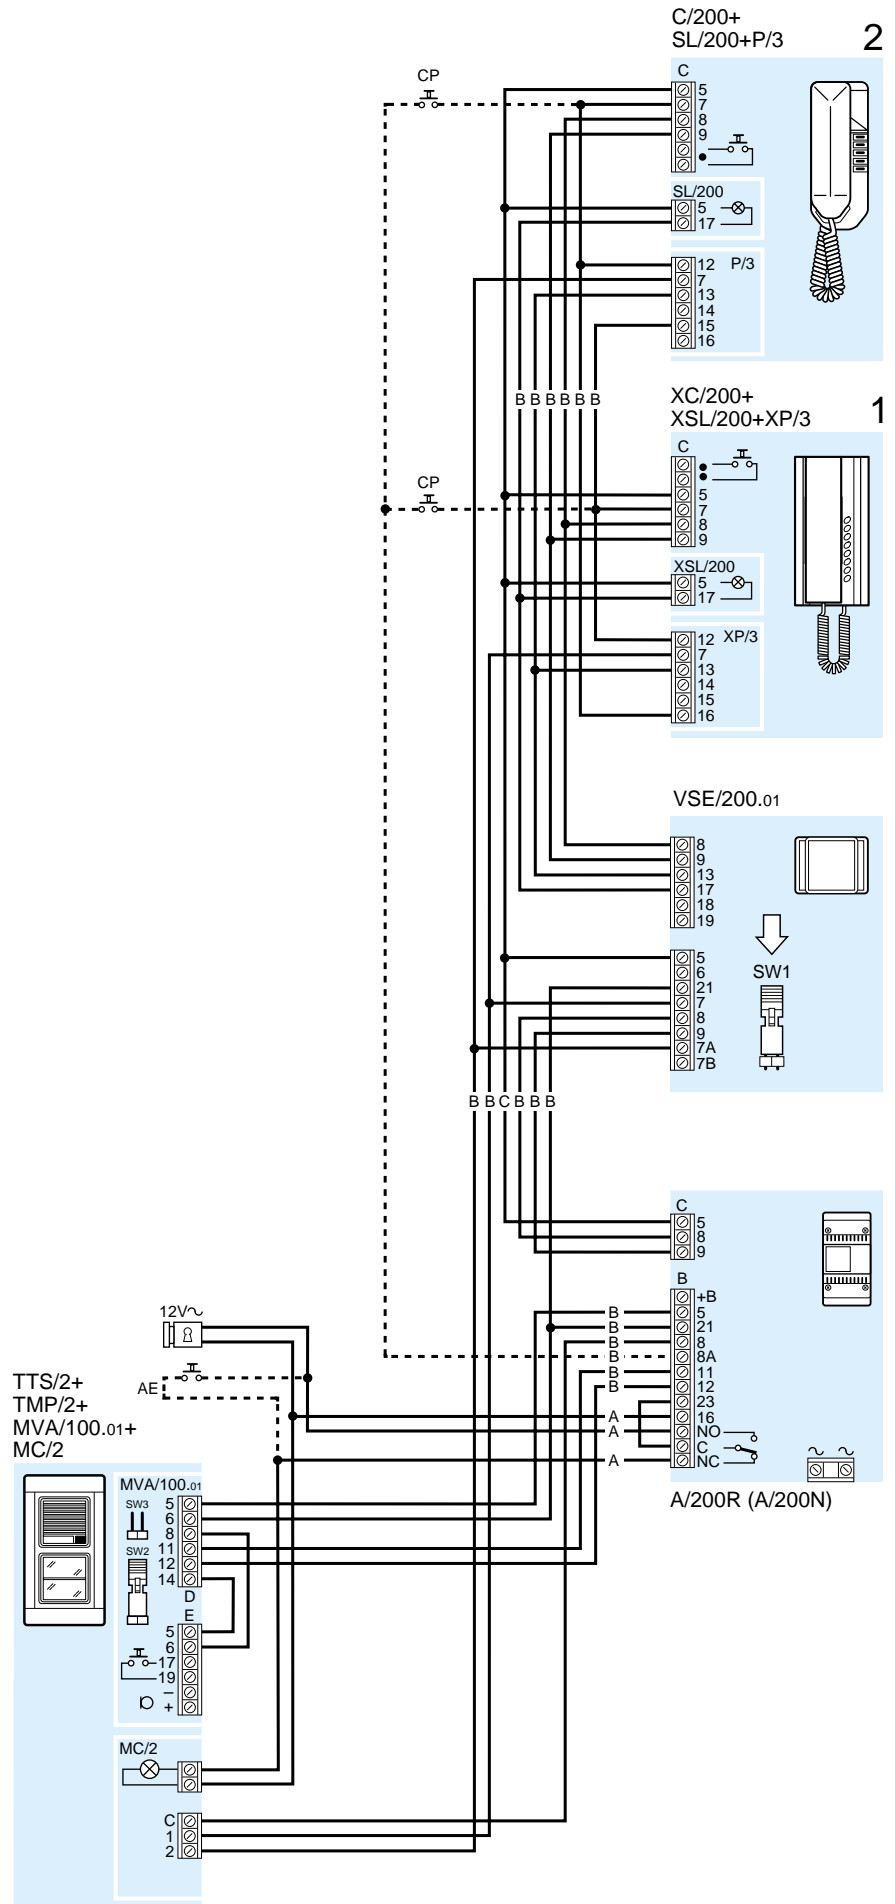 C/200+
SL/200+P/3
2
C
5
7
8
9
CP
SL/200
5
17
12 P/3
7
13
14
15
16
B B B B B B
XC/200+
XSL/200+XP/3
1
C
5
7
8
9
CP
XSL/200
5
17
12 XP/3
7
13
14
15
16
VSE/200.01
8
9
13
17
18
19
SW1
5
6
21
7
8
9
7A
7B
B B C B B B
C
5
8
9
B
+B
B 5
B 21
B 8
B 8A
B 11
B 12
23
A 16
A NO
C
A NC
A/200R (A/200N)
12V~
AE
TTS/2+
TMP/2+
MVA/100.01+
MC/2
MVA/100.01
SW3
SW2
5
6
8
11
12
14
D
E
5
6
17
19
–
+
MC/2
C
1
2